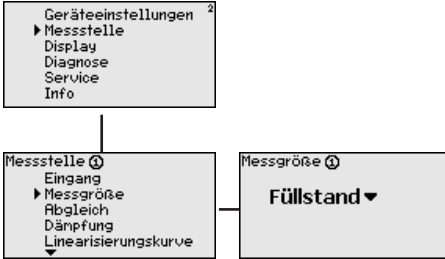 Geräteeinstellungen 2
Messstelle
Display
Diagnose
Service
Info
Messstelle ①
Eingang
Messgröße
Abgleich
Dämpfung
Linearisierungskurve
Messgröße ①
Füllstand